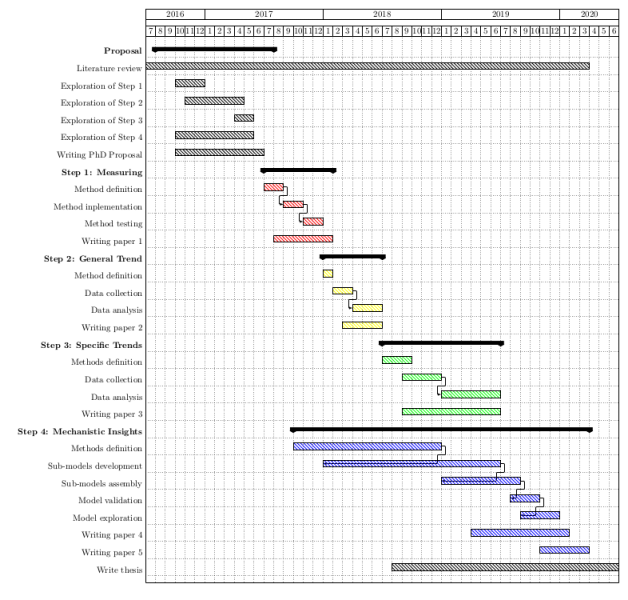 2016 2017 2018 2019 2020
7 8 9 10 11 12 1 2 3 4 5 6 7 8 9 10 11 12 1 2 3 4 5 6 7 8 9 10 11 12 1 2 3 4 5 6 7 8 9 10 11 12 1 2 3 4 5 6
Proposal
Literature review
Exploration of Step 1
Exploration of Step 2
Exploration of Step 3
Exploration of Step 4
Writing PhD Proposal
Step 1: Measuring
Method definition
Method inplementation
Method testing
Writing paper 1
Step 2: General Trend
Method definition
Data collection
Data analysis
Writing paper 2
Step 3: Specific Trends
Methods definition
Data collection
Data analysis
Writing paper 3
Step 4: Mechanistic Insights
Methods definition
Sub-models development
Sub-models assembly
Model validation
Model exploration
Writing paper 4
Writing paper 5
Write thesis